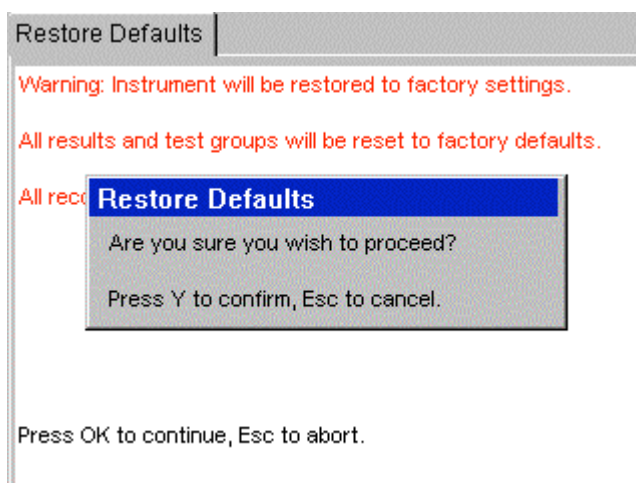 Restore Defaults
Warning: Instrument will be restored to factory settings.
All results and test groups will be reset to factory defaults.
All
Restore Defaults
Are you sure you wish to proceed?
Press Y to confirm, Esc to cancel.
Press OK to continue, Esc to abort.